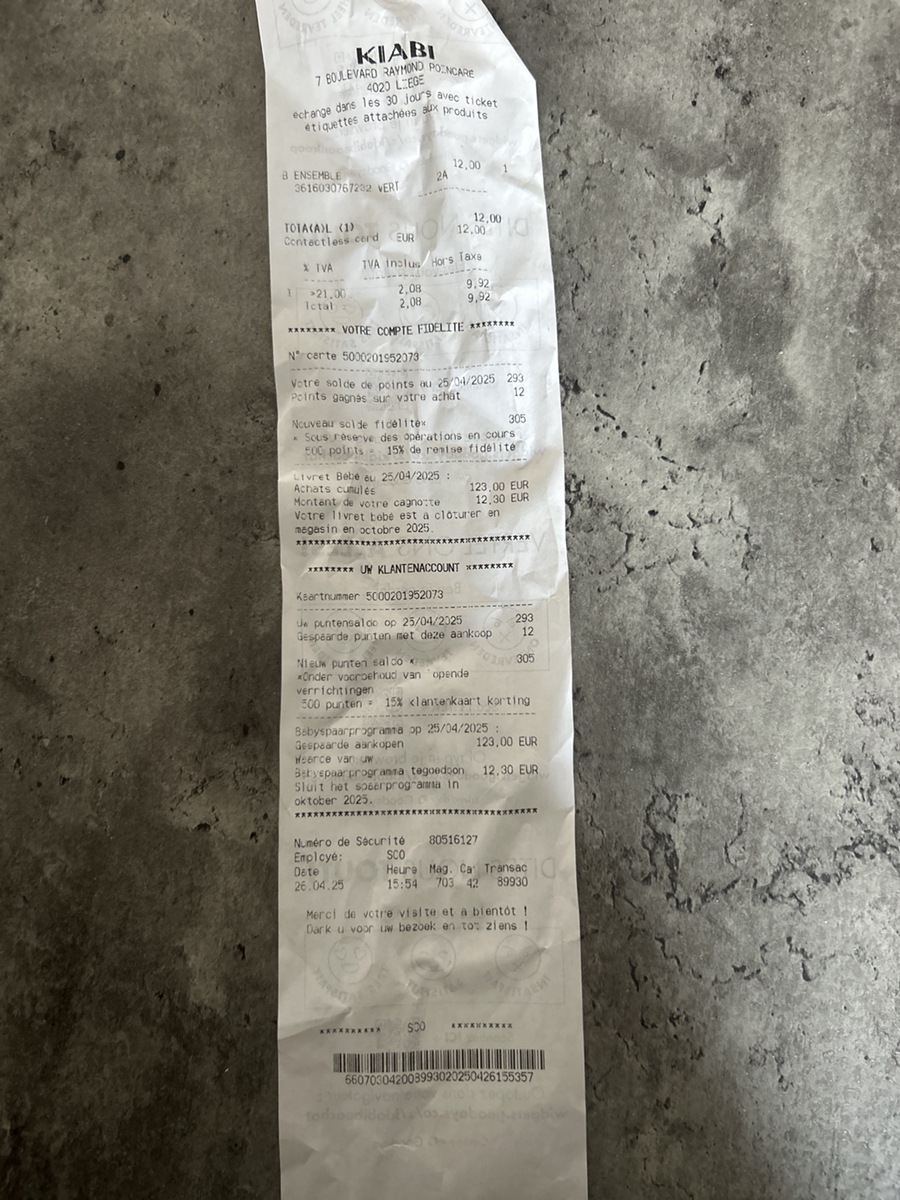 KIABI
7 BOULEVARD RAYMOND POINCARE
4020 LIEGE
échange dans les 30 jours avec ticket
étiquettes attachées aux produits
B ENSEMBLE 12,00 1
3616030767232 VERT 2A
TOTA(A)L (1) 12,00
Contactless card EUR 12,00
% TVA TVA inclus Hors Taxe
1 >21,00 2,08 9,92
Total 2,08 9,92
******** VOTRE COMPTE FIDELITE ********
N° carte 5000201952073
Votre solde de points au 25/04/2025 293
Points gagnés sur votre achat 12
Nouveau solde fidélité* 305
* Sous réserve des opérations en cours
500 points = 15% de remise fidélité
Livret Bébé au 25/04/2025 :
Achats cumulés 123,00 EUR
Montant de votre cagnotte 12,30 EUR
Votre livret bébé est à clôturer en
magasin en octobre 2025.
************************************
******** UW KLANTENACCOUNT ********
Kaartnummer 5000201952073
Uw puntensaldo op 25/04/2025 293
Gespaarde punten met deze aankoop 12
Nieuw punten saldo * 305
*Onder voorbehoud van lopende
verrichtingen
500 punten = 15% klantenkaart korting
Babyspaarprogramma op 25/04/2025 :
Gespaarde aankopen 123,00 EUR
Waarde van uw
Babyspaarprogramma tegoedbon 12,30 EUR
Sluit het spaarprogramma in
oktober 2025.
************************************
Numéro de Sécurité 80516127
Employé: SCO
Date Heure Mag. Ca Transac
26.04.25 15:54 703 42 89930
Merci de votre visite et à bientôt !
Dank u voor uw bezoek en tot ziens !
********** SCO **********
660703042008993020250426155357